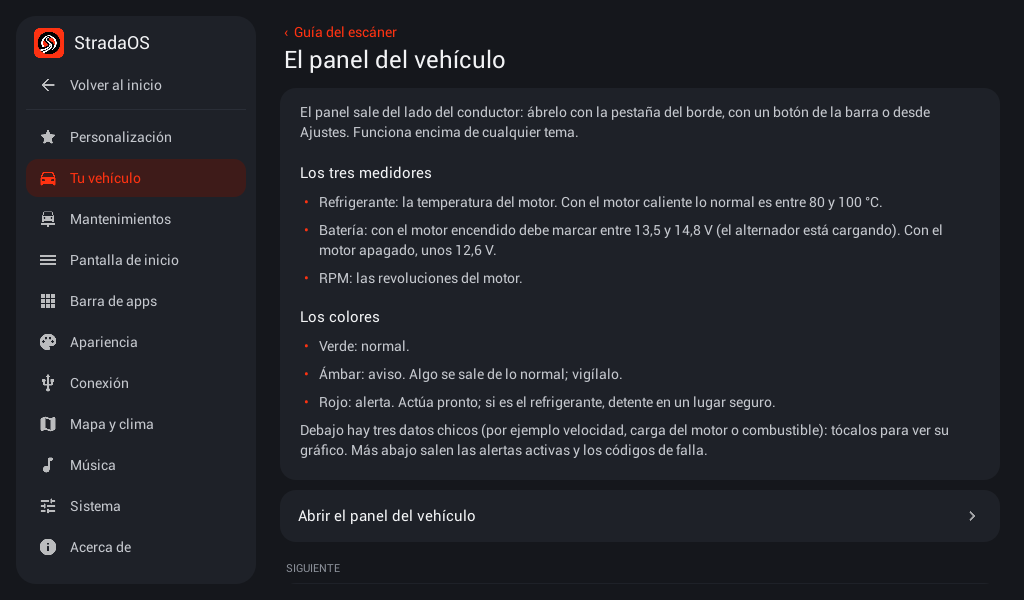 StradaOS
Volver al inicio
Personalización
Tu vehículo
Mantenimientos
Pantalla de inicio
Barra de apps
Apariencia
Conexión
Mapa y clima
Música
Sistema
Acerca de
‹ Guía del escáner
El panel del vehículo
El panel sale del lado del conductor: ábrelo con la pestaña del borde, con un botón de la barra o desde
Ajustes. Funciona encima de cualquier tema.
Los tres medidores
• Refrigerante: la temperatura del motor. Con el motor caliente lo normal es entre 80 y 100 °C.
• Batería: con el motor encendido debe marcar entre 13,5 y 14,8 V (el alternador está cargando). Con el
motor apagado, unos 12,6 V.
• RPM: las revoluciones del motor.
Los colores
• Verde: normal.
• Ámbar: aviso. Algo se sale de lo normal; vigílalo.
• Rojo: alerta. Actúa pronto; si es el refrigerante, detente en un lugar seguro.
Debajo hay tres datos chicos (por ejemplo velocidad, carga del motor o combustible): tócalos para ver su
gráfico. Más abajo salen las alertas activas y los códigos de falla.
Abrir el panel del vehículo
SIGUIENTE